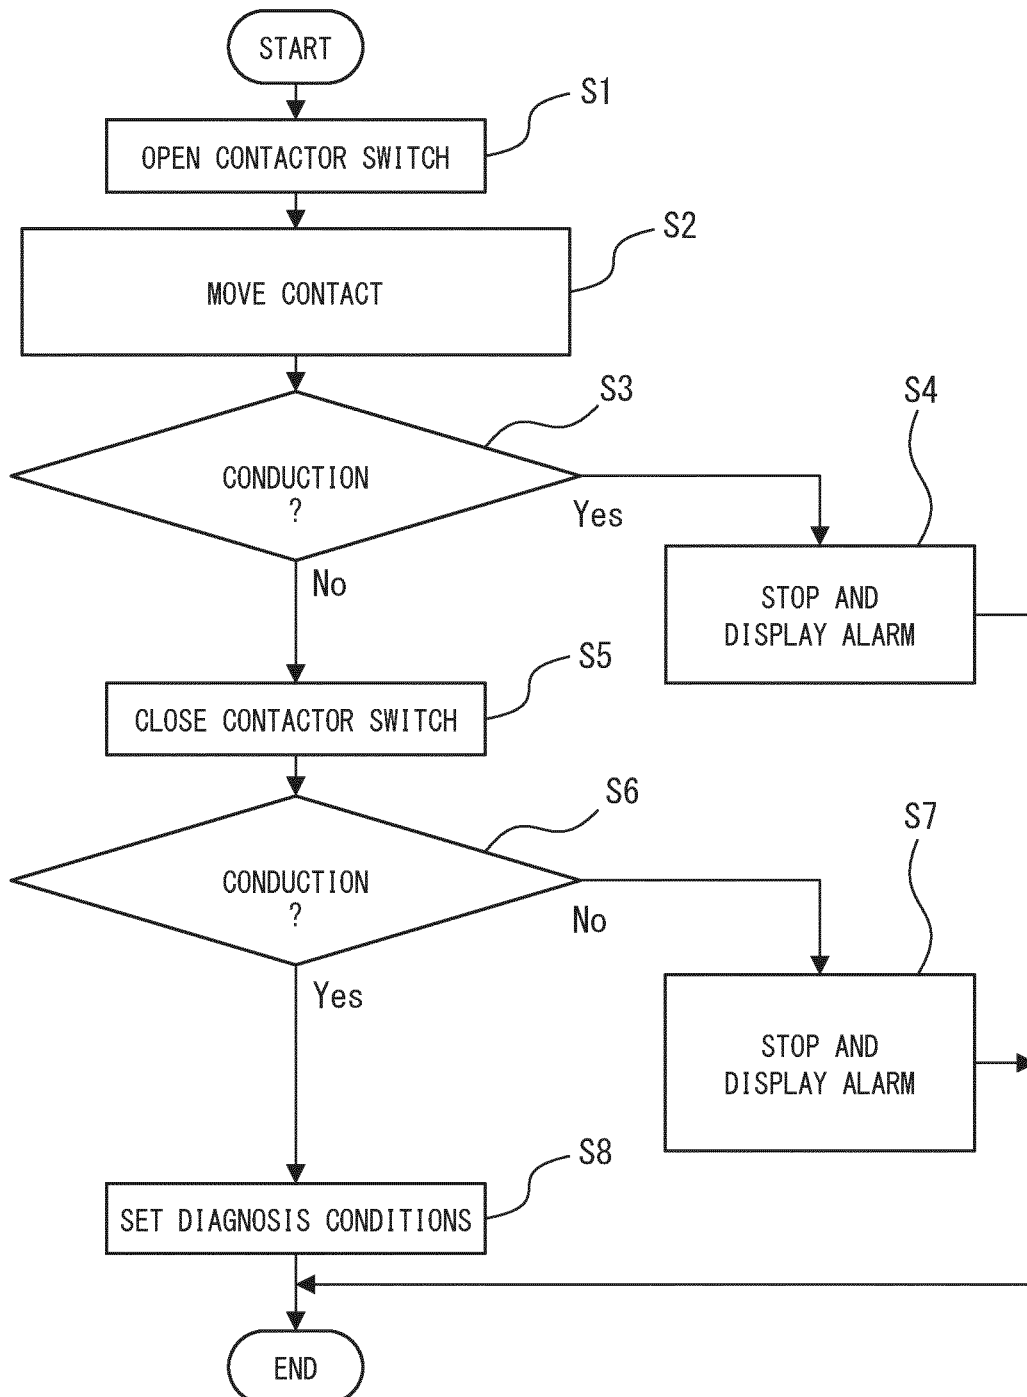 START
S1
OPEN CONTACTOR SWITCH
S2
MOVE CONTACT
S3
CONDUCTION
?
Yes
No
S4
STOP AND
DISPLAY ALARM
S5
CLOSE CONTACTOR SWITCH
S6
CONDUCTION
?
No
Yes
S7
STOP AND
DISPLAY ALARM
S8
SET DIAGNOSIS CONDITIONS
END